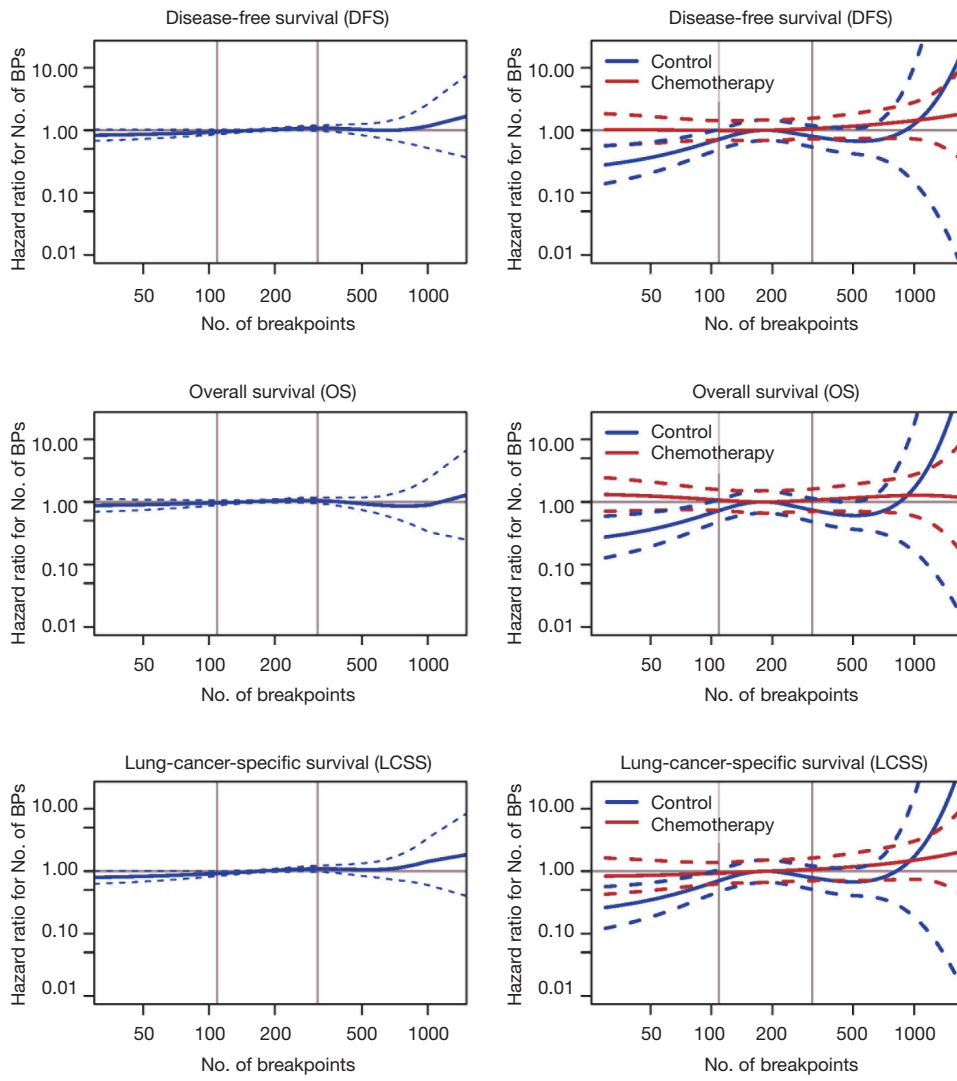 Disease-free survival (DFS)
Hazard ratio for No. of BPs
10.00
1.00
0.10
0.01
50 100 200 500 1000
No. of breakpoints
Disease-free survival (DFS)
Hazard ratio for No. of BPs
10.00
1.00
0.10
0.01
Control
Chemotherapy
50 100 200 500 1000
No. of breakpoints
Overall survival (OS)
Hazard ratio for No. of BPs
10.00
1.00
0.10
0.01
50 100 200 500 1000
No. of breakpoints
Overall survival (OS)
Hazard ratio for No. of BPs
10.00
1.00
0.10
0.01
Control
Chemotherapy
50 100 200 500 1000
No. of breakpoints
Lung-cancer-specific survival (LCSS)
Hazard ratio for No. of BPs
10.00
1.00
0.10
0.01
50 100 200 500 1000
No. of breakpoints
Lung-cancer-specific survival (LCSS)
Hazard ratio for No. of BPs
10.00
1.00
0.10
0.01
Control
Chemotherapy
50 100 200 500 1000
No. of breakpoints